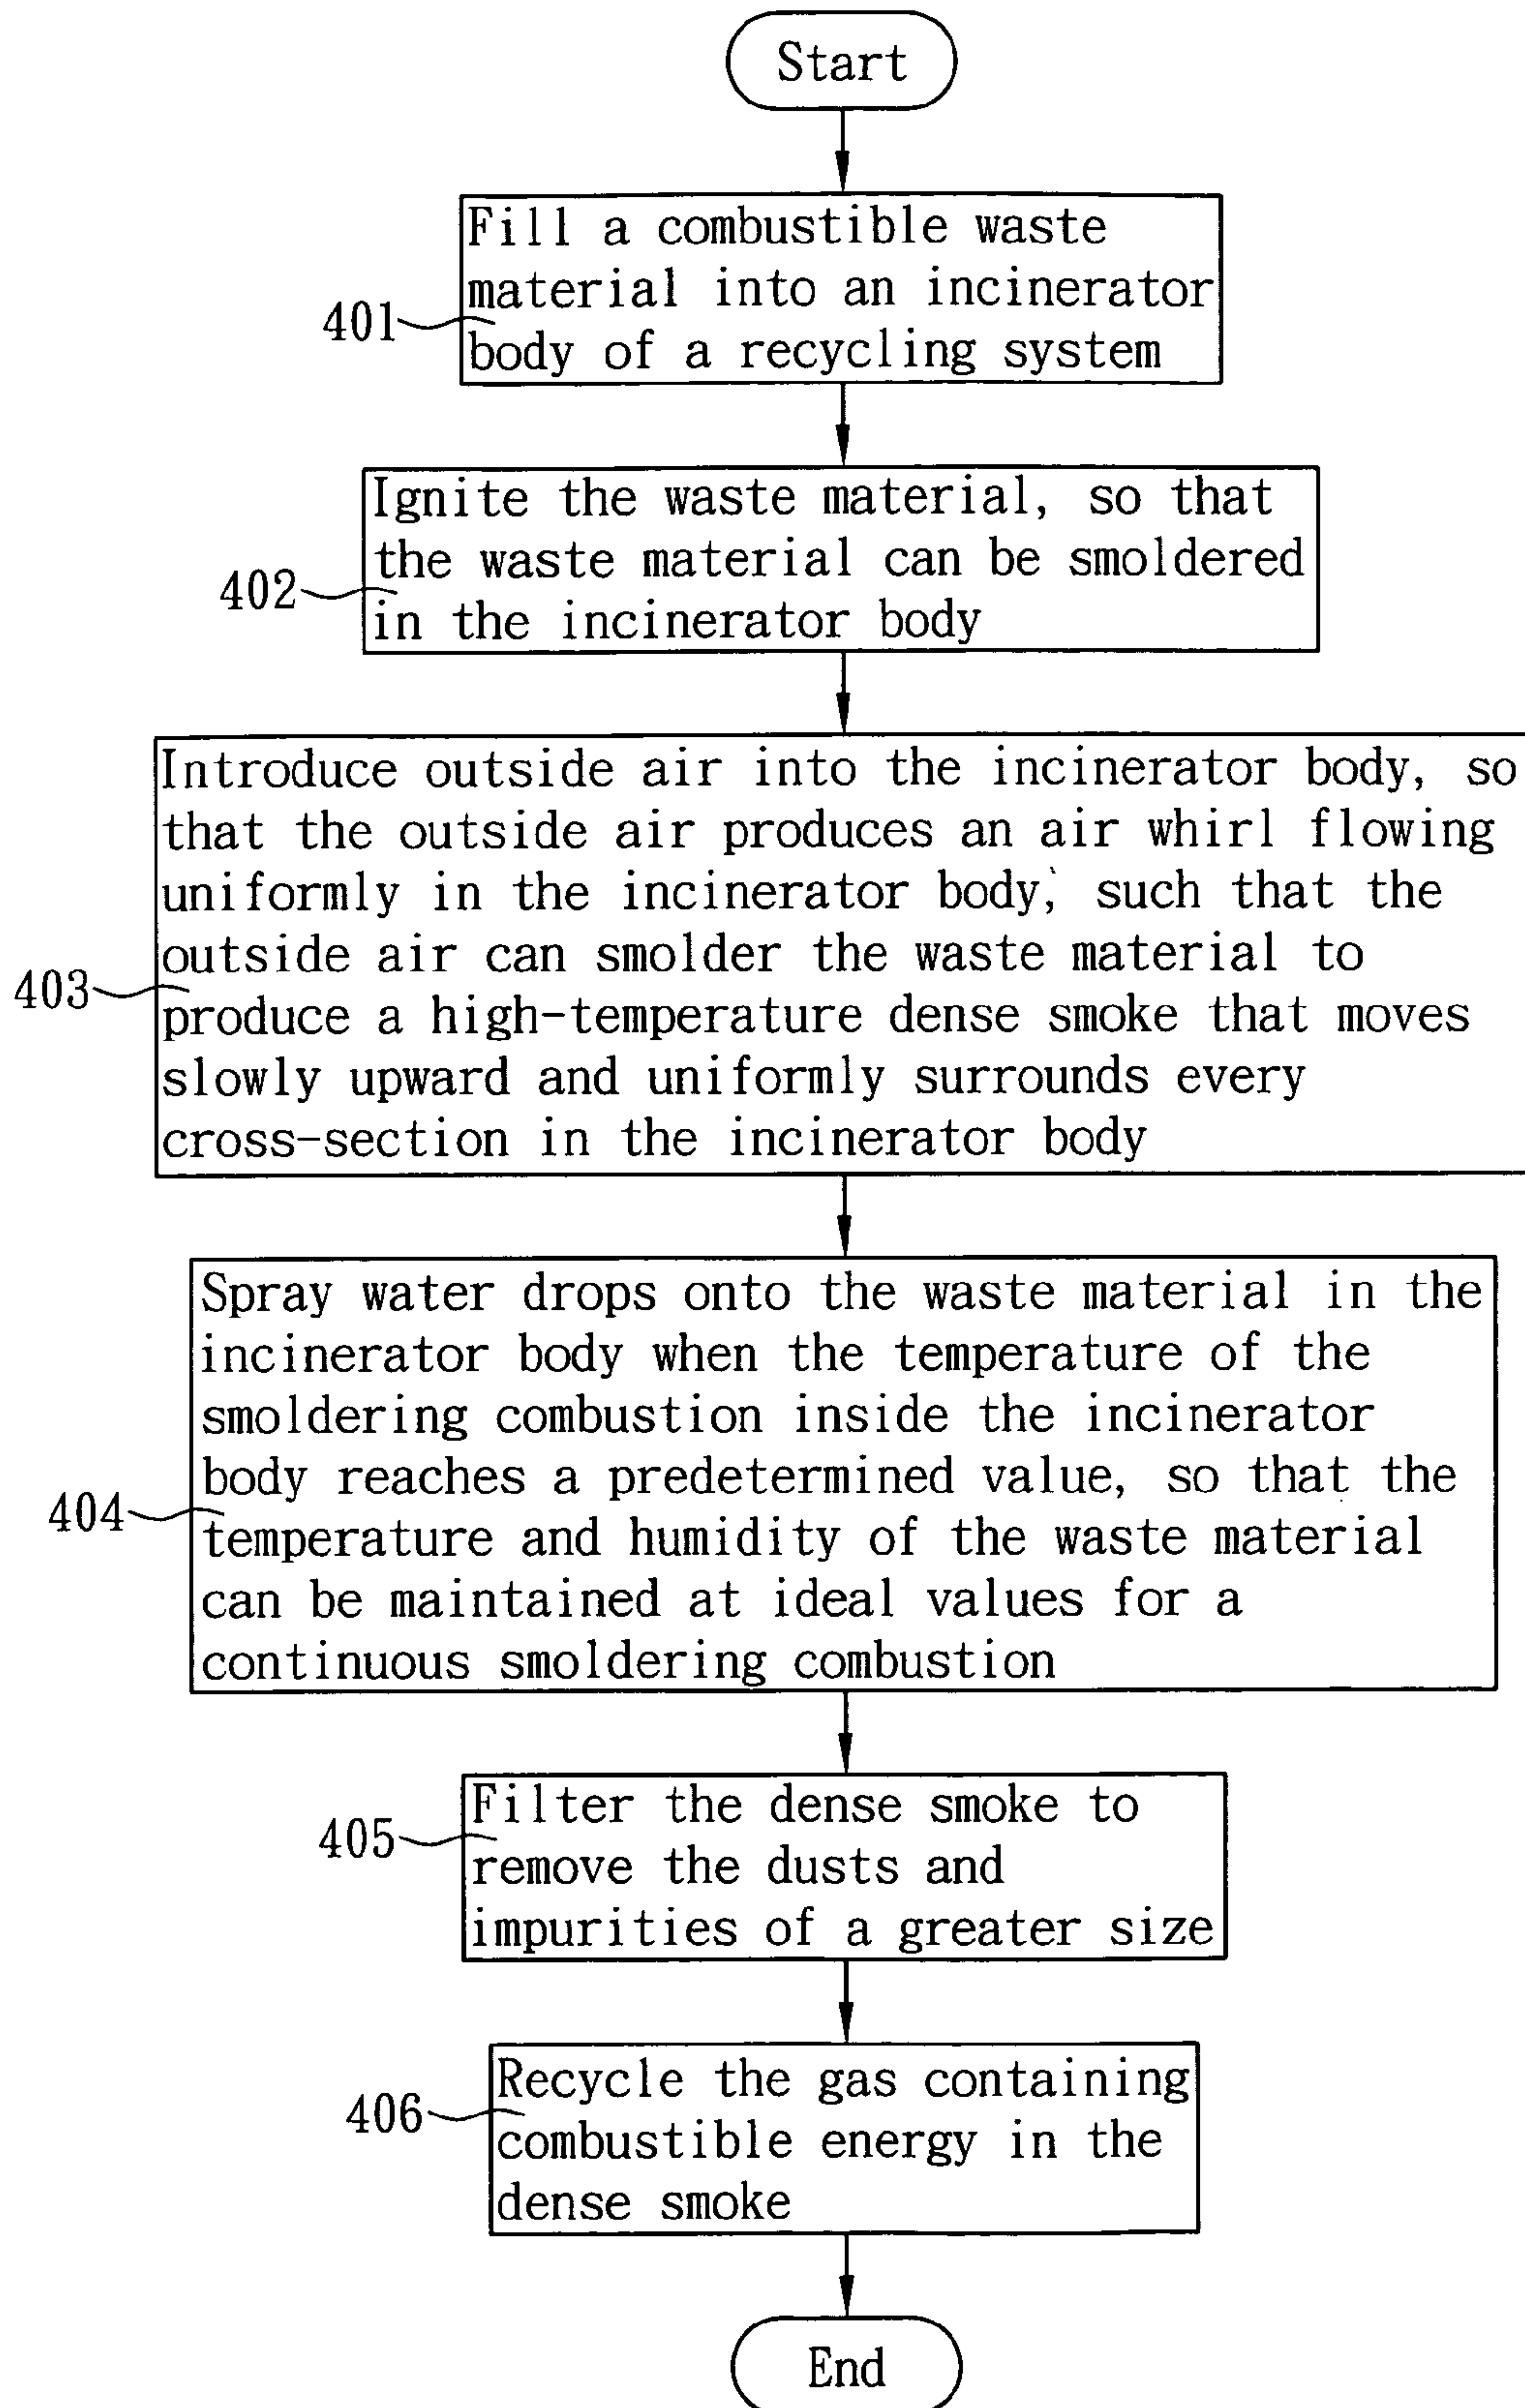 Start
Fill a combustible waste
material into an incinerator
401
body of a recycling system
Ignite the waste material, so that
the waste material can be smoldered
402
in the incinerator body
Introduce outside air into the incinerator body, so
that the outside air produces an air whirl flowing
uniformly in the incinerator body, such that the
outside air can smolder the waste material to
403
produce a high-temperature dense smoke that moves
slowly upward and uniformly surrounds every
cross-section in the incinerator body
Spray water drops onto the waste material in the
incinerator body when the temperature of the
smoldering combustion inside the incinerator
body reaches a predetermined value, so that the
404
temperature and humidity of the waste material
can be maintained at ideal values for a
continuous smoldering combustion
Filter the dense smoke to
405
remove the dusts and
impurities of a greater size
Recycle the gas containing
406
combustible energy in the
dense smoke
End